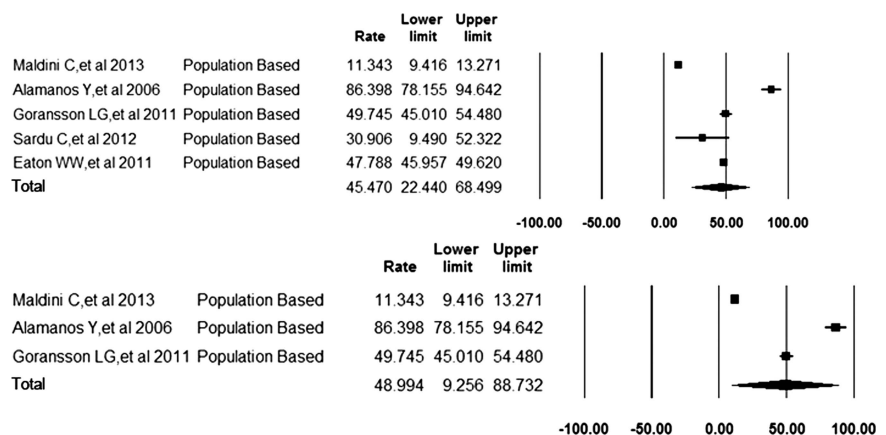 Rate Lower limit Upper limit
Maldini C,et al 2013 Population Based 11.343 9.416 13.271
Alamanos Y,et al 2006 Population Based 86.398 78.155 94.642
Goransson LG,et al 2011 Population Based 49.745 45.010 54.480
Sardu C,et al 2012 Population Based 30.906 9.490 52.322
Eaton WW,et al 2011 Population Based 47.788 45.957 49.620
Total 45.470 22.440 68.499
-100.00 -50.00 0.00 50.00 100.00
Rate Lower limit Upper limit
Maldini C,et al 2013 Population Based 11.343 9.416 13.271
Alamanos Y,et al 2006 Population Based 86.398 78.155 94.642
Goransson LG,et al 2011 Population Based 49.745 45.010 54.480
Total 48.994 9.256 88.732
-100.00 -50.00 0.00 50.00 100.00